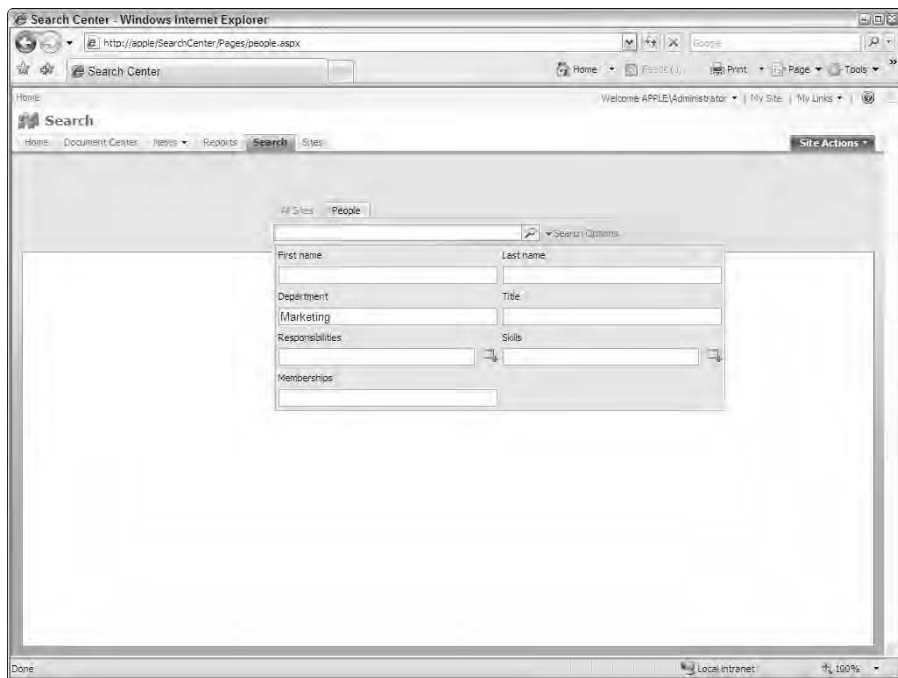 Search Center - Windows Internet Explorer
http://apple/SearchCenter/Pages/people.aspx
Google
Search Center
Home
Feeds (J)
Print
Page
Tools
»
Home
Welcome APPLE\Administrator
My Site
My Links
Search
Home
Document Center
News
Reports
Search
Sites
Site Actions
All Sites
People
Search Options
First name
Last name
Department
Title
Marketing
Responsibilities
Skills
Memberships
Done
Local intranet
100%